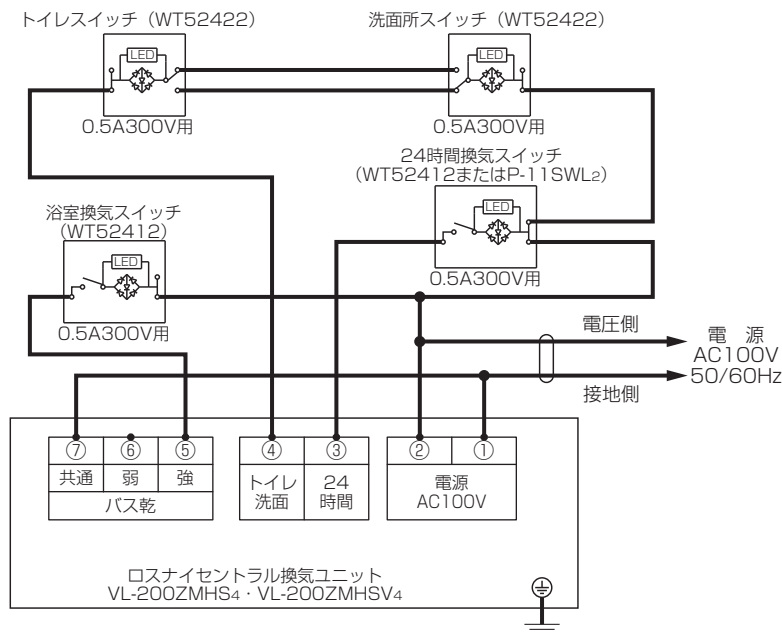 トイレスイッチ（WT52422）
洗面所スイッチ（WT52422）
LED
LED
0.5A300V用
0.5A300V用
24時間換気スイッチ
（WT52412またはP-11SWL2）
LED
0.5A300V用
浴室換気スイッチ
（WT52412）
LED
0.5A300V用
電圧側
電 源
AC100V
50/60Hz
接地側
⑦ ⑥ ⑤ ④ ③ ② ①
共通 弱 強
バス乾
トイレ
洗面
24
時間
電源
AC100V
ロスナイセントラル換気ユニット
VL-200ZMHS4・VL-200ZMHSV4